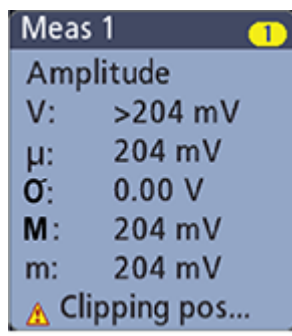 Meas 1 1
Amplitude
V: >204 mV
μ: 204 mV
σ: 0.00 V
M: 204 mV
m: 204 mV
Clipping pos...